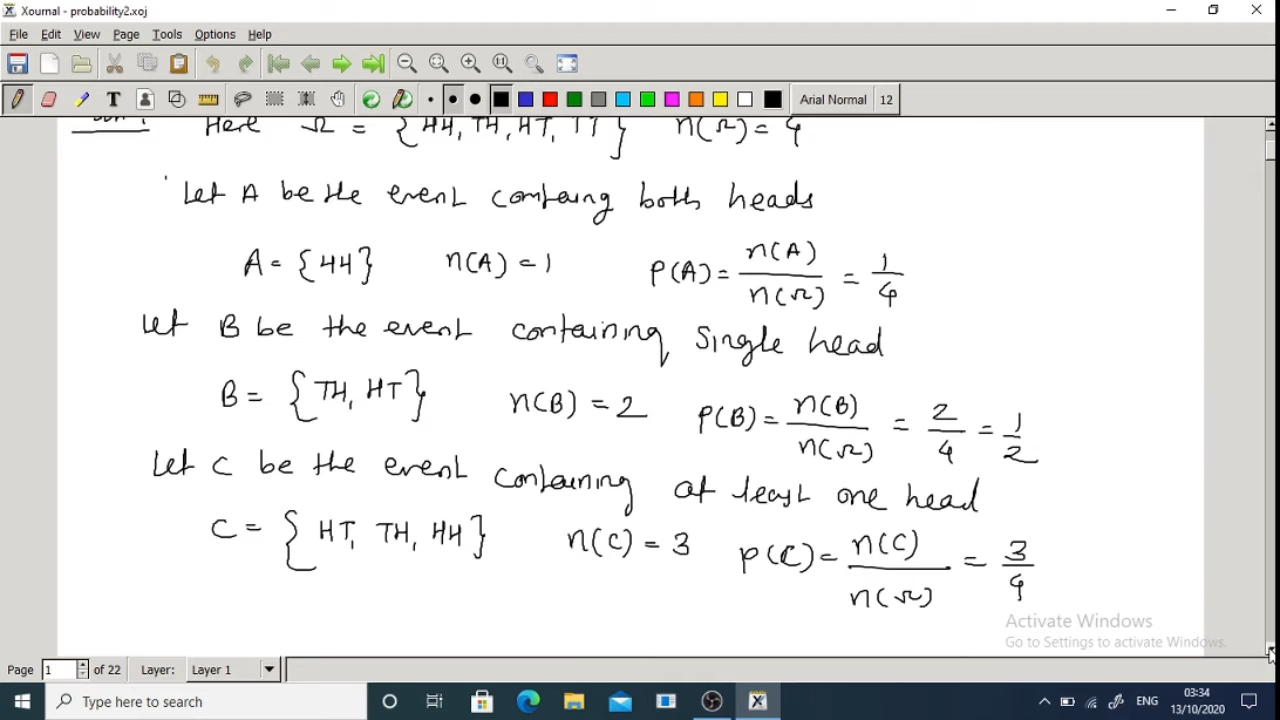 Xournal - probability2.xoj
File Edit View Page Tools Options Help
Arial Normal 12
Here Ω = {HH, TH, HT, TT} n(Ω) = 4
Let A be the event containg both heads
A = {HH} n(A) = 1 P(A) = n(A)/n(Ω) = 1/4
Let B be the event containing Single head
B = {TH, HT} n(B) = 2 P(B) = n(B)/n(Ω) = 2/4 = 1/2
Let C be the event containing at least one head
C = {HT, TH, HH} n(C) = 3 P(C) = n(C)/n(Ω) = 3/4
Activate Windows
Go to Settings to activate Windows.
Page 1 of 22 Layer: Layer 1
Type here to search
ENG
03:34
13/10/2020